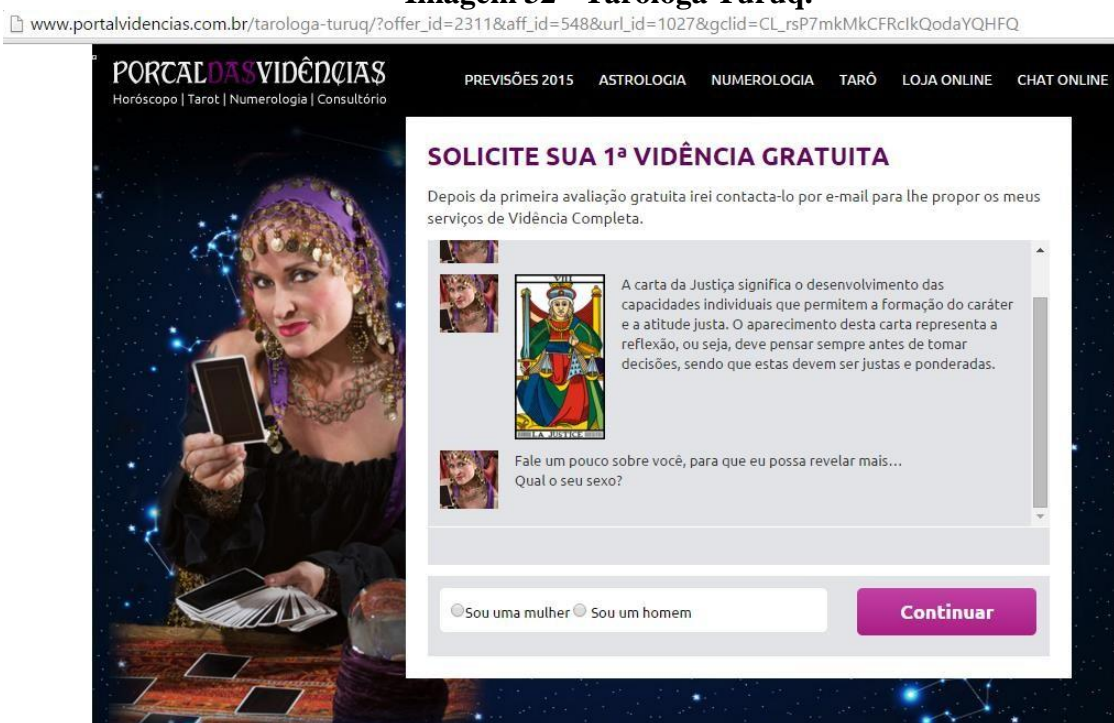 Imagem 32 - Taróloga Turuq.
www.portalvidencias.com.br/tarologa-turuq/?offer_id=2311&aff_id=548&url_id=1027&gclid=CL_rsP7mkMkCFRcIkQodaYQHFQ
PORTALDASVIDÊNCIAS
Horóscopo | Tarot | Numerologia | Consultório
PREVISÕES 2015 ASTROLOGIA NUMEROLOGIA TARÔ LOJA ONLINE CHAT ONLINE
SOLICITE SUA 1ª VIDÊNCIA GRATUITA
Depois da primeira avaliação gratuita irei contacta-lo por e-mail para lhe propor os meus
serviços de Vidência Completa.
VIII
LA JUSTICE
A carta da Justiça significa o desenvolvimento das
capacidades individuais que permitem a formação do caráter
e a atitude justa. O aparecimento desta carta representa a
reflexão, ou seja, deve pensar sempre antes de tomar
decisões, sendo que estas devem ser justas e ponderadas.
Fale um pouco sobre você, para que eu possa revelar mais...
Qual o seu sexo?
Sou uma mulher Sou um homem
Continuar